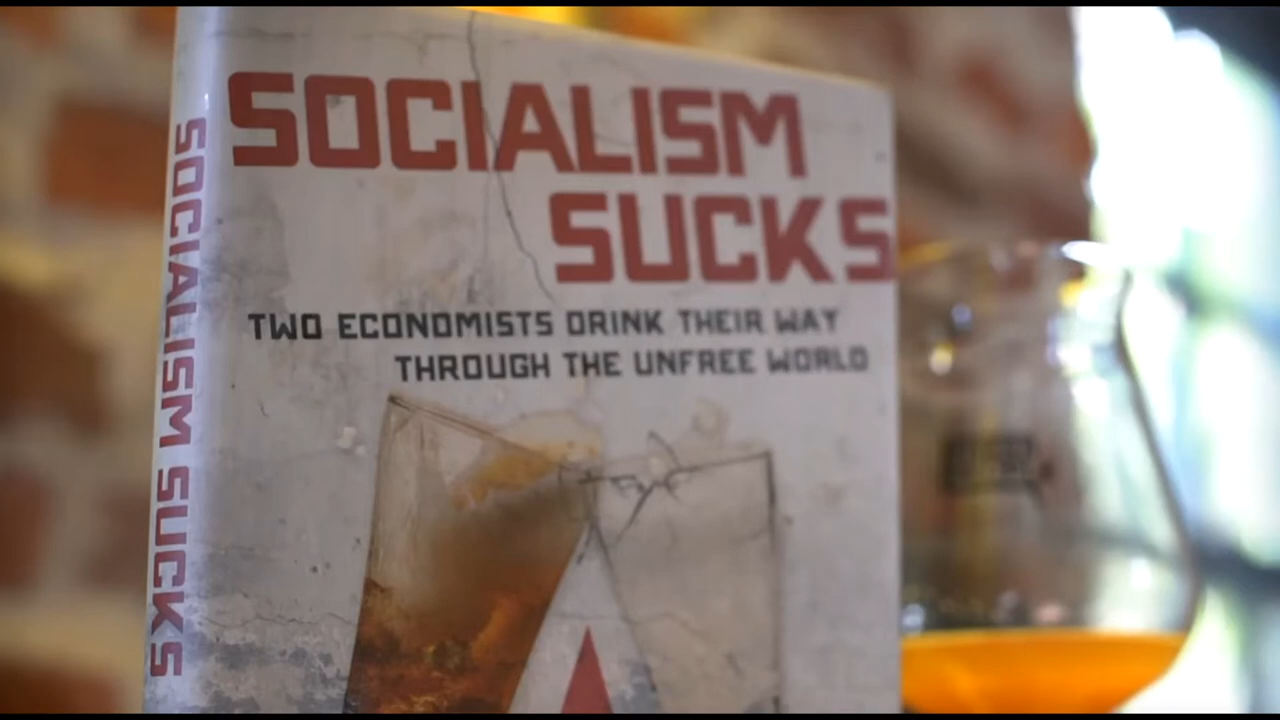 SOCIALISM
SUCKS
TWO ECONOMISTS DRINK THEIR WAY
THROUGH THE UNFREE WORLD
SOCIALISM SUCKS